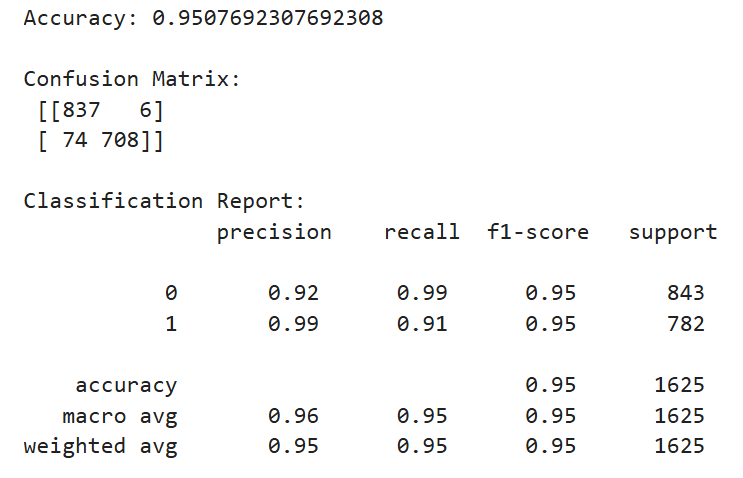 Accuracy: 0.9507692307692308
Confusion Matrix:
[[837   6]
[ 74 708]]
Classification Report:
precision    recall  f1-score   support
0       0.92      0.99      0.95       843
1       0.99      0.91      0.95       782
accuracy                           0.95      1625
macro avg       0.96      0.95      0.95      1625
weighted avg       0.95      0.95      0.95      1625